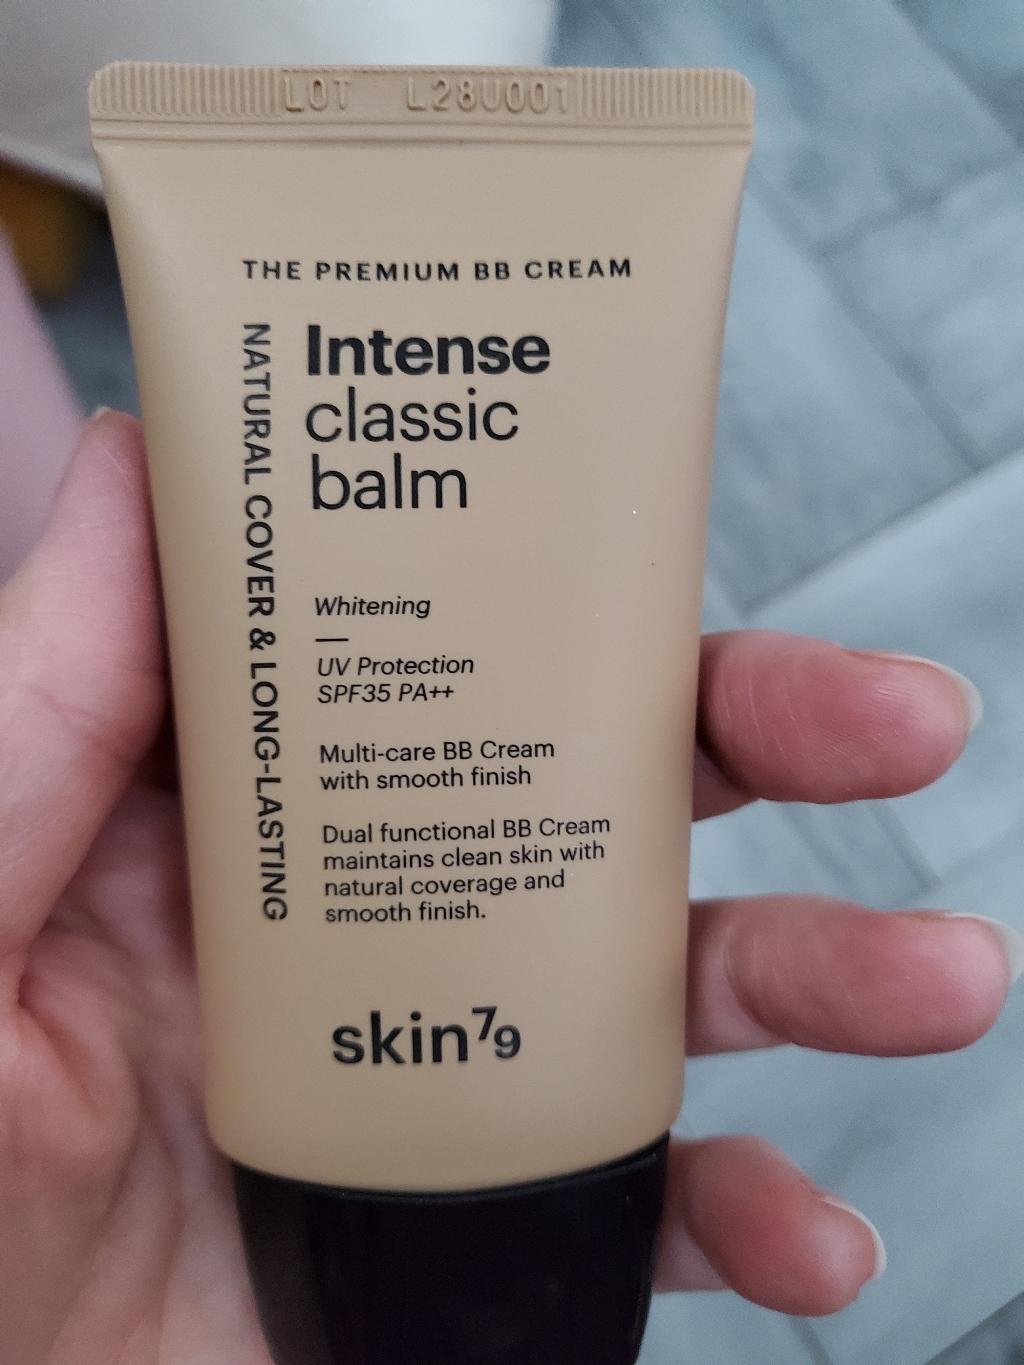 LOT L28U001
THE PREMIUM BB CREAM
NATURAL COVER & LONG-LASTING
Intense
classic
balm
Whitening
UV Protection
SPF35 PA++
Multi-care BB Cream
with smooth finish
Dual functional BB Cream
maintains clean skin with
natural coverage and
smooth finish.
skin79